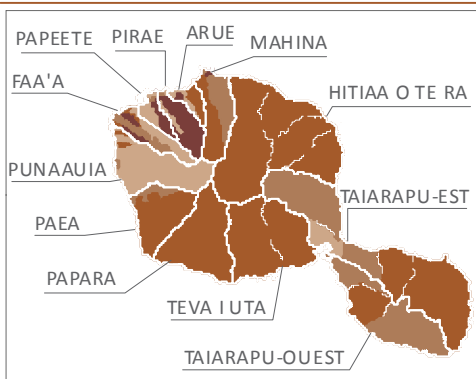 PAPEETE
PIRAE
ARUE
MAHINA
FAA'A
HITIAA O TE RA
PUNAAUIA
TAIARAPU-EST
PAEA
PAPARA
TEVA I UTA
TAIARAPU-OUEST